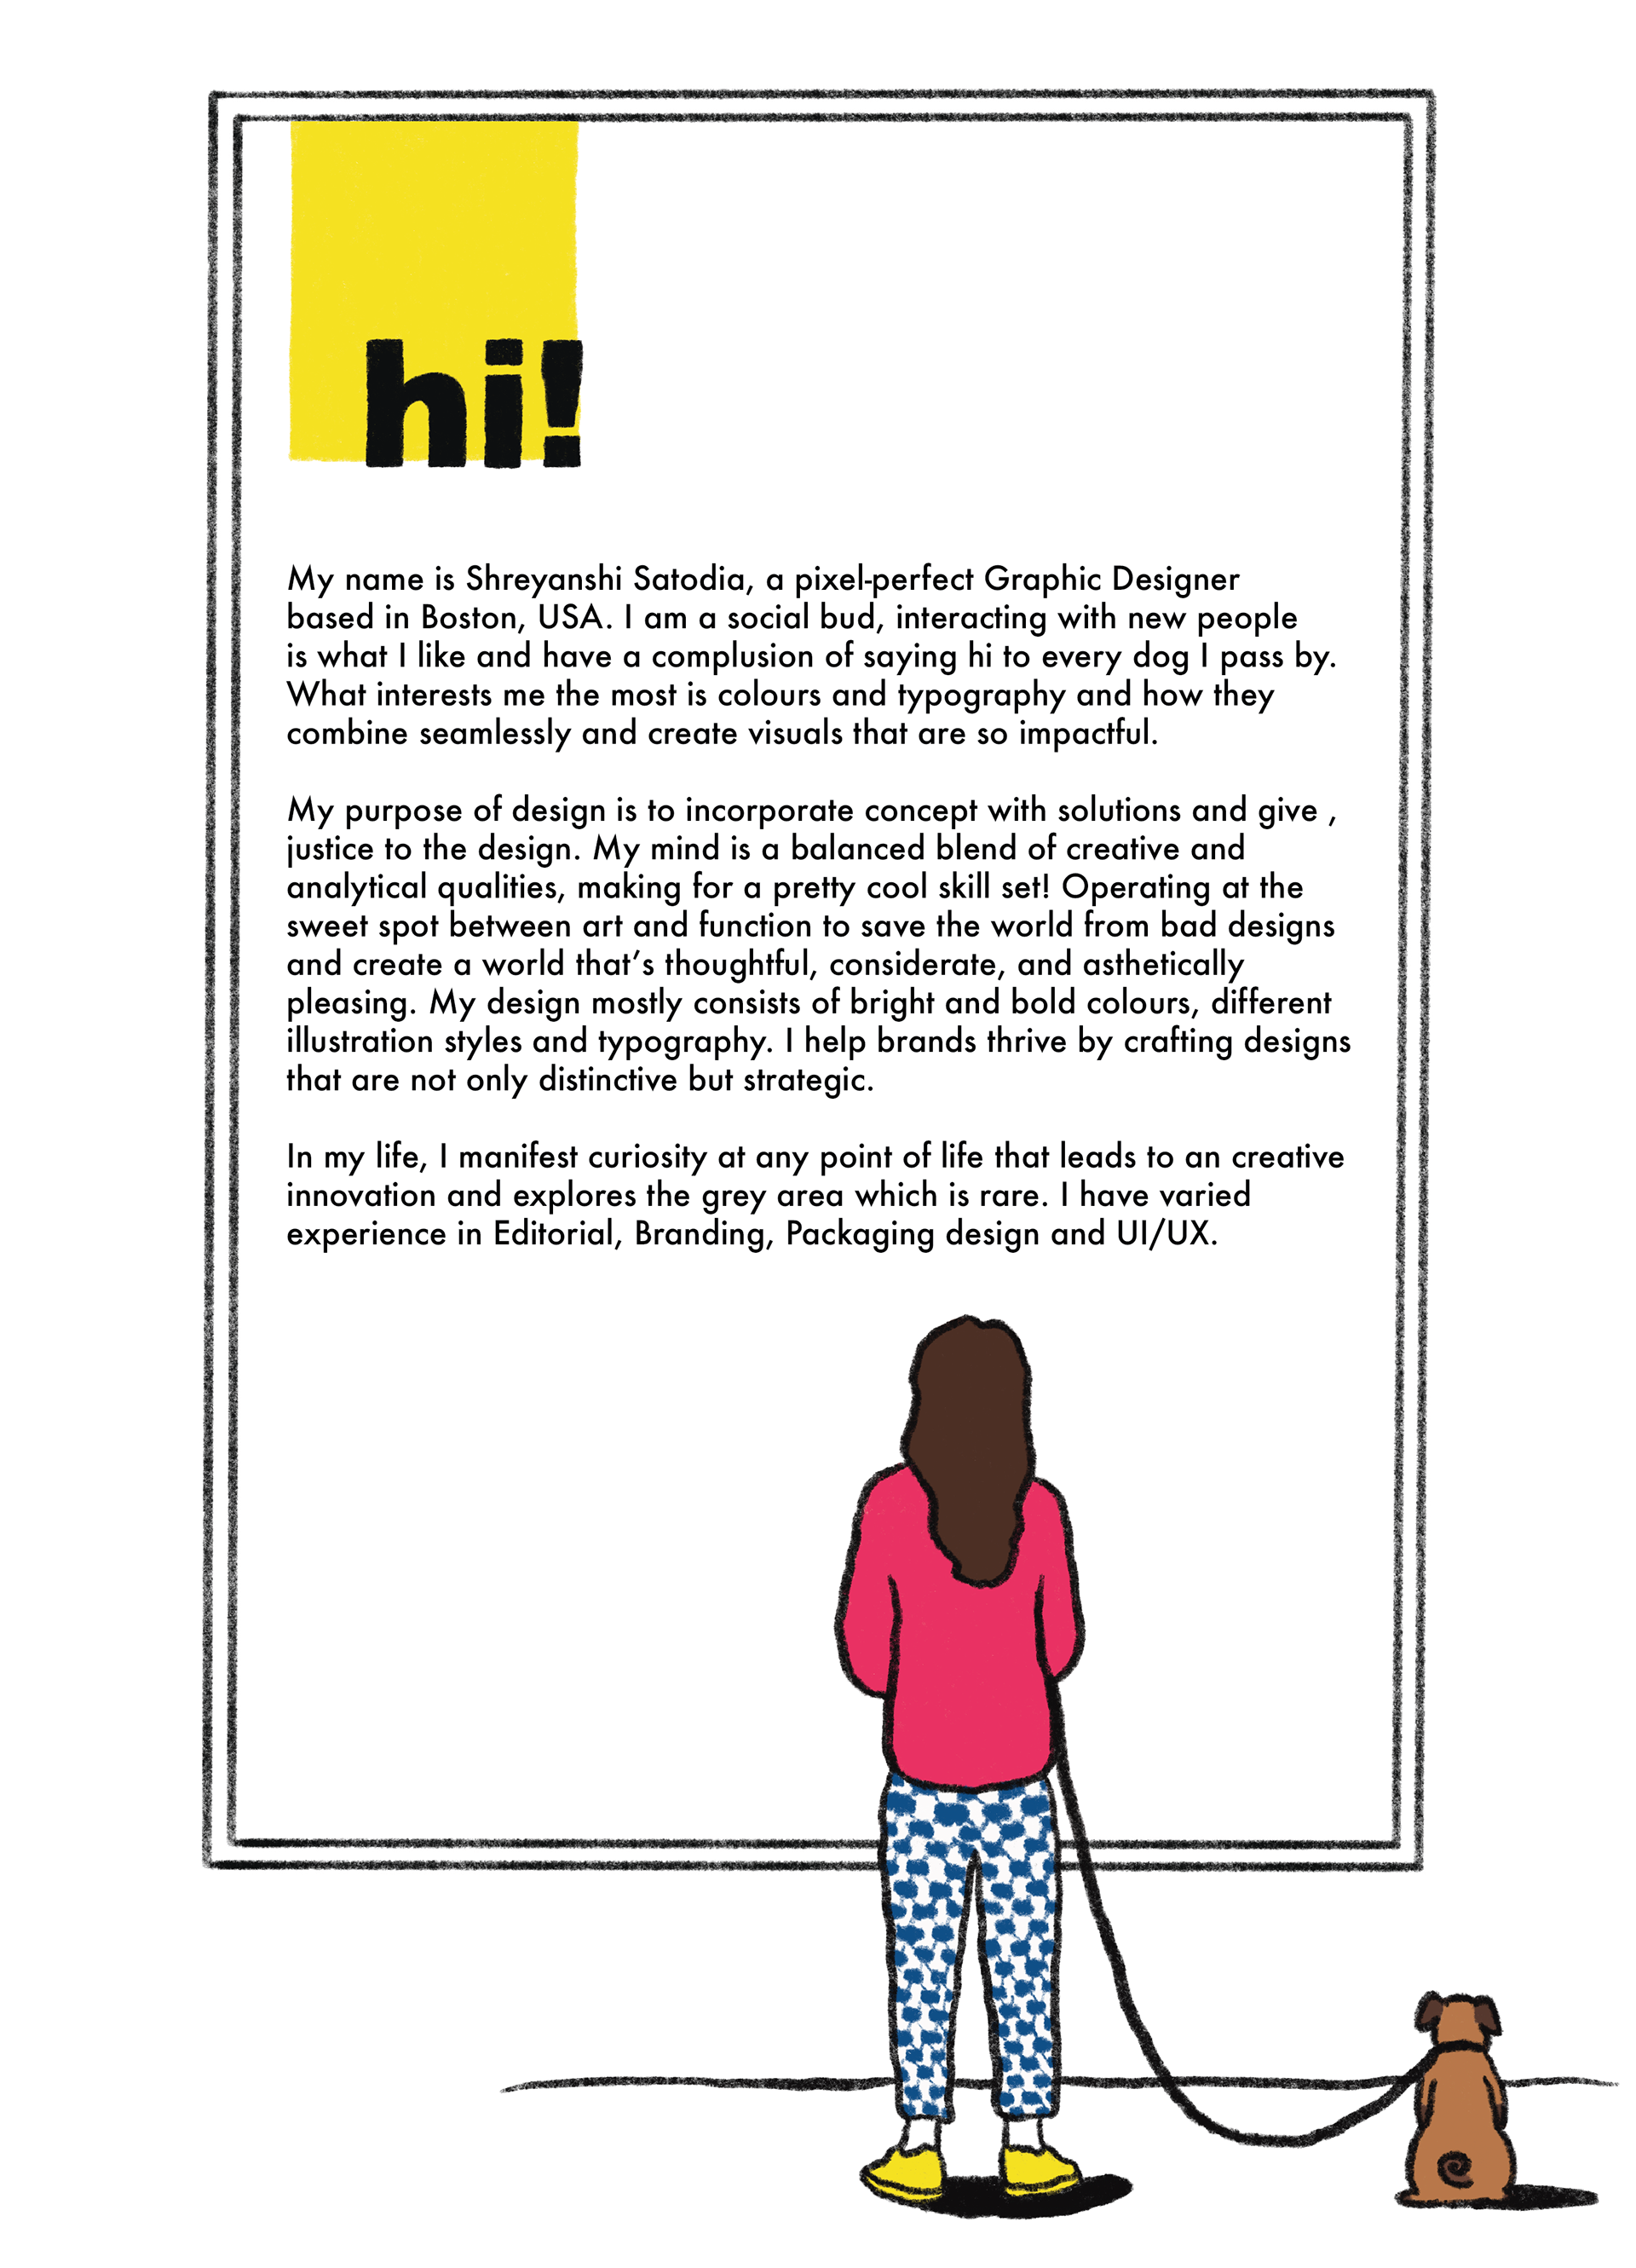 hi!
My name is Shreyanshi Satodia, a pixel-perfect Graphic Designer
based in Boston, USA. I am a social bud, interacting with new people
is what I like and have a complusion of saying hi to every dog I pass by.
What interests me the most is colours and typography and how they
combine seamlessly and create visuals that are so impactful.
My purpose of design is to incorporate concept with solutions and give ,
justice to the design. My mind is a balanced blend of creative and
analytical qualities, making for a pretty cool skill set! Operating at the
sweet spot between art and function to save the world from bad designs
and create a world that’s thoughtful, considerate, and asthetically
pleasing. My design mostly consists of bright and bold colours, different
illustration styles and typography. I help brands thrive by crafting designs
that are not only distinctive but strategic.
In my life, I manifest curiosity at any point of life that leads to an creative
innovation and explores the grey area which is rare. I have varied
experience in Editorial, Branding, Packaging design and UI/UX.